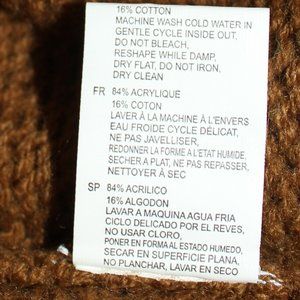 16% COTTON
MACHINE WASH COLD WATER IN
GENTLE CYCLE INSIDE OUT.
DO NOT BLEACH,
RESHAPE WHILE DAMP,
DRY FLAT, DO NOT IRON,
DRY CLEAN
FR 84% ACRYLIQUÉ
16% COTON
LAVER À LA MACHINE À L'ENVERS
EAU FROIDE CYCLE DÉLICAT,
NE PAS JAVELLISER,
REDONNER LA FORME A L'ETAT HUMIDE,
SECHER A PLAT, NE PAS REPASSER,
NETTOYER À SEC
SP 84% ACRILICO
16% ALGODON
LAVAR A MAQUINA AGUA FRIA
CICLO DELICADO POR EL REVES,
NO USAR CLORO,
PONER EN FORMA AL ESTADO HUMEDO,
SECAR EN SUPERFICIE PLANA,
NO PLANCHAR, LAVAR EN SECO